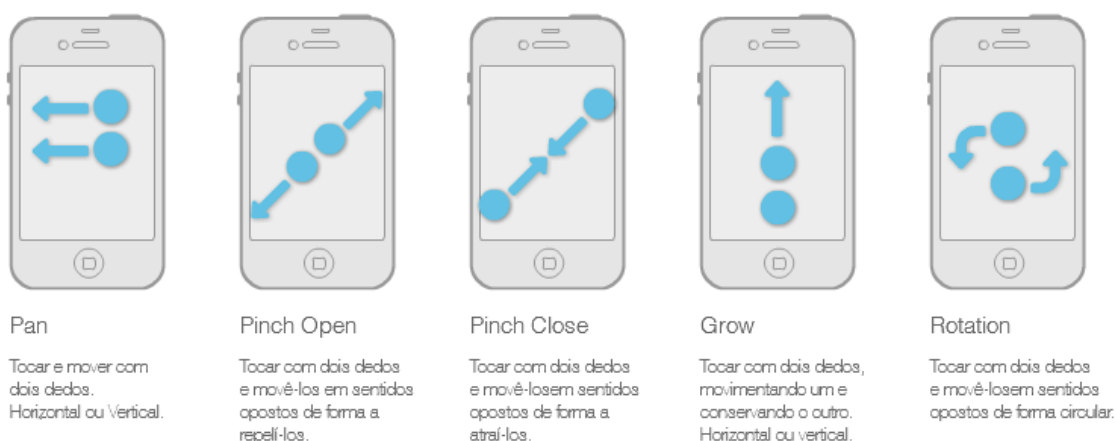 Pan
Tocar e mover com
dois dedos.
Horizontal ou Vertical.
Pinch Open
Tocar com dois dedos
e movê-los em sentidos
opostos de forma a
repelí-los.
Pinch Close
Tocar com dois dedos
e movê-losem sentidos
opostos de forma a
atraí-los.
Grow
Tocar com dois dedos,
movimentando um e
conservando o outro.
Horizontal ou vertical.
Rotation
Tocar com dois dedos
e movê-losem sentidos
opostos de forma circular.